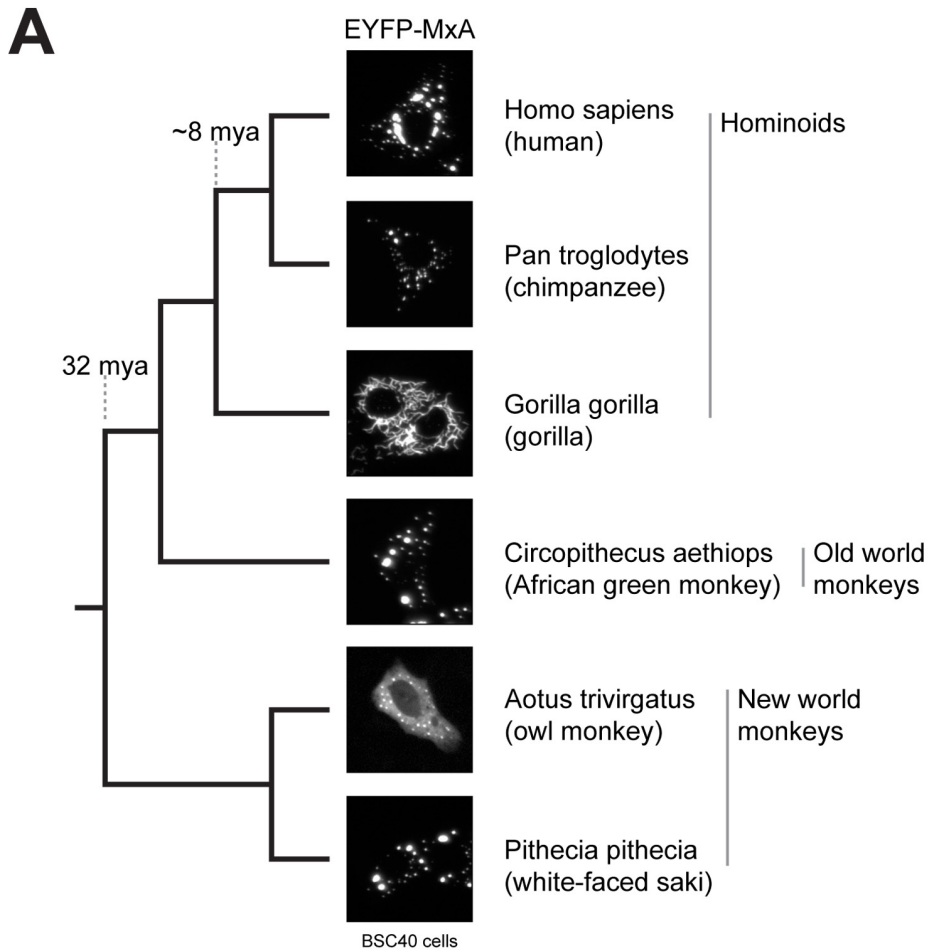 A
EYFP-MxA
~8 mya
Homo sapiens
(human)
Hominoids
Pan troglodytes
(chimpanzee)
32 mya
Gorilla gorilla
(gorilla)
Circopithecus aethiops
(African green monkey)
Old world
monkeys
Aotus trivirgatus
(owl monkey)
New world
monkeys
Pithecia pithecia
(white-faced saki)
BSC40 cells